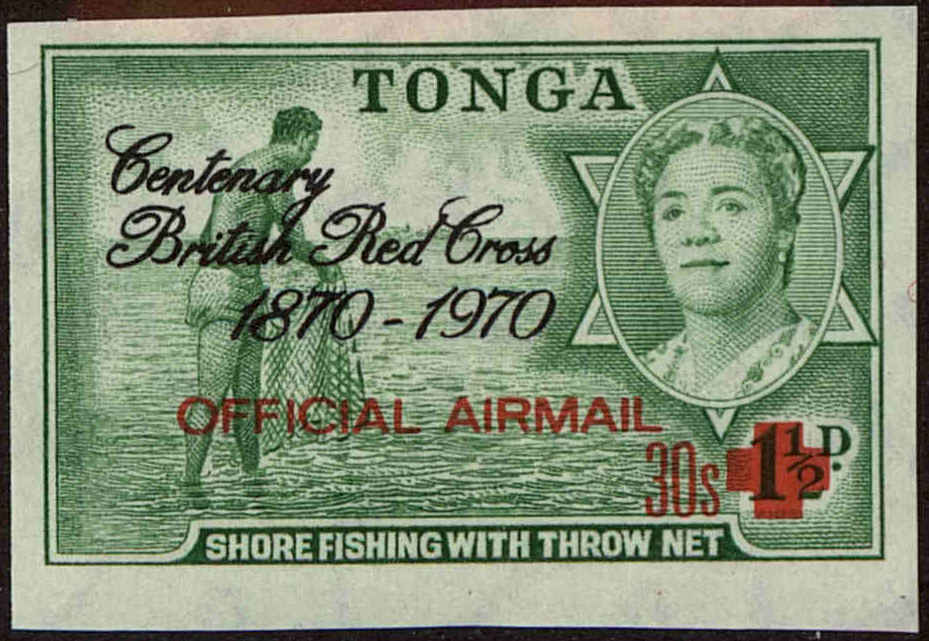 TONGA
Centenary
British Red Cross
1870 - 1970
OFFICIAL AIRMAIL
30s 1½D.
SHORE FISHING WITH THROW NET